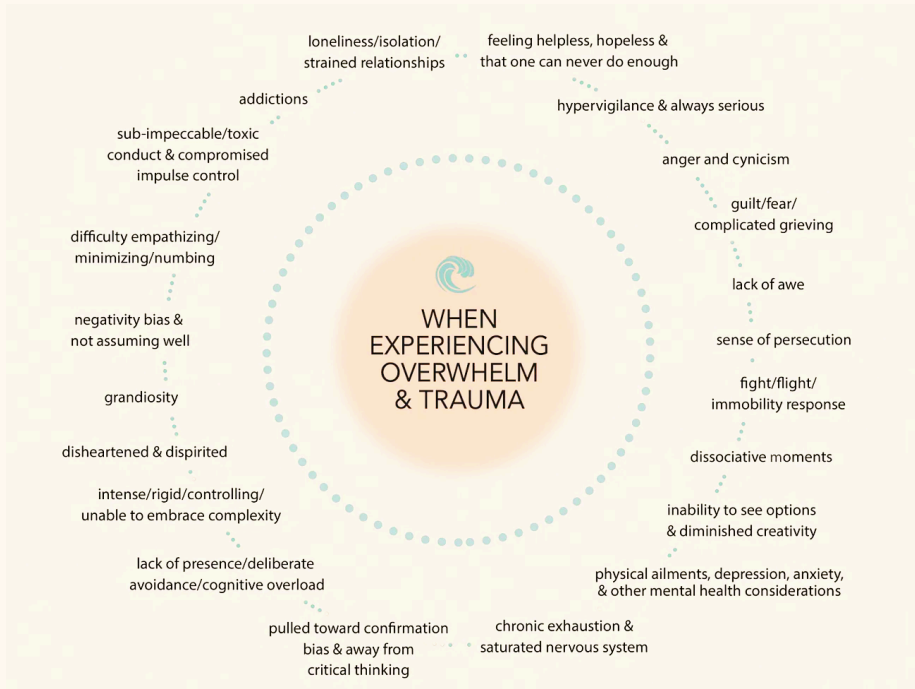 WHEN
EXPERIENCING
OVERWHELM
& TRAUMA
feeling helpless, hopeless &
that one can never do enough
hypervigilance & always serious
anger and cynicism
guilt/fear/
complicated grieving
lack of awe
sense of persecution
fight/flight/
immobility response
dissociative moments
inability to see options
& diminished creativity
physical ailments, depression, anxiety,
& other mental health considerations
chronic exhaustion &
saturated nervous system
pulled toward confirmation
bias & away from
critical thinking
lack of presence/deliberate
avoidance/cognitive overload
intense/rigid/controlling/
unable to embrace complexity
disheartened & dispirited
grandiosity
negativity bias &
not assuming well
difficulty empathizing/
minimizing/numbing
sub-impeccable/toxic
conduct & compromised
impulse control
addictions
loneliness/isolation/
strained relationships